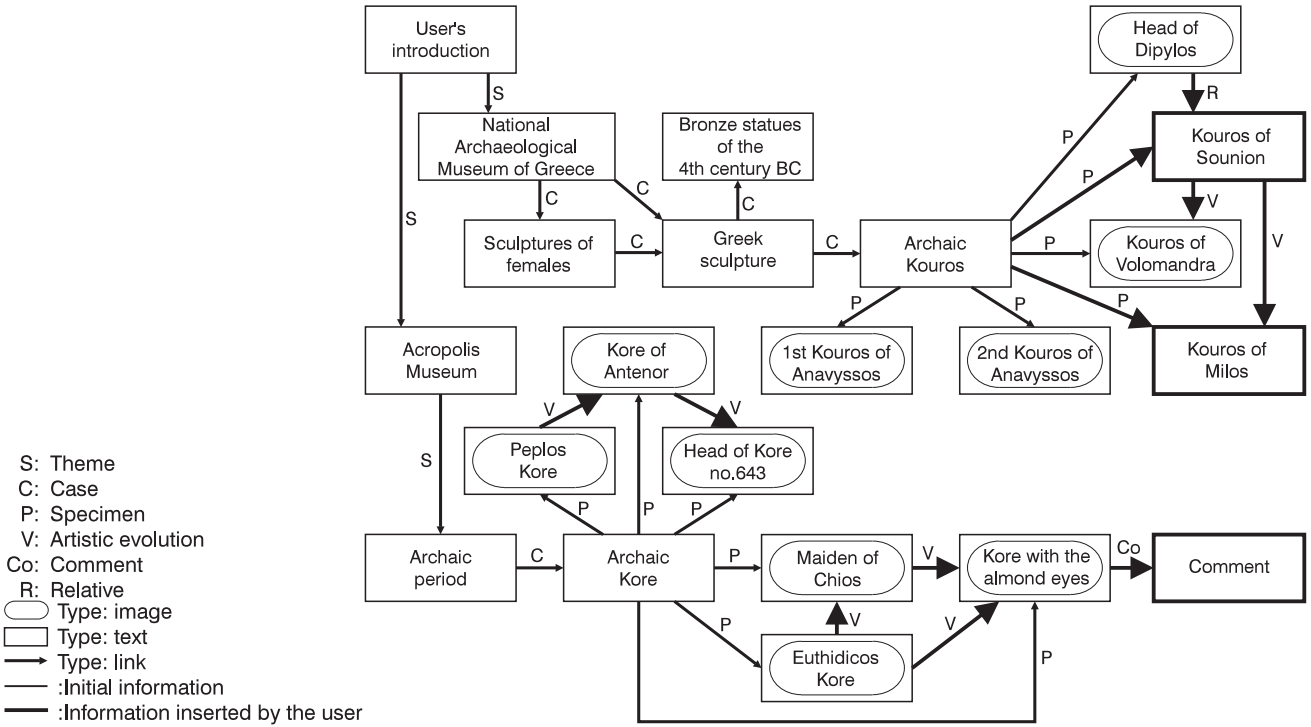 User's
introduction
Head of
Dipylos
S
R
National
Archaeological
Museum of Greece
Bronze statues
of the
4th century BC
P
Kouros of
Sounion
C
C
C
P
V
S
Sculptures of
females
C
Greek
sculpture
C
Archaic
Kouros
P
Kouros of
Volomandra
V
P
P
P
Acropolis
Museum
Kore of
Antenor
1st Kouros of
Anavyssos
2nd Kouros of
Anavyssos
Kouros of
Milos
V
V
S
Peplos
Kore
Head of Kore
no.643
P
P
P
Archaic
period
C
Archaic
Kore
P
Maiden of
Chios
V
Kore with the
almond eyes
Co
Comment
P
V
V
P
Euthidicos
Kore
S: Theme
C: Case
P: Specimen
V: Artistic evolution
Co: Comment
R: Relative
Type: image
Type: text
Type: link
:Initial information
:Information inserted by the user